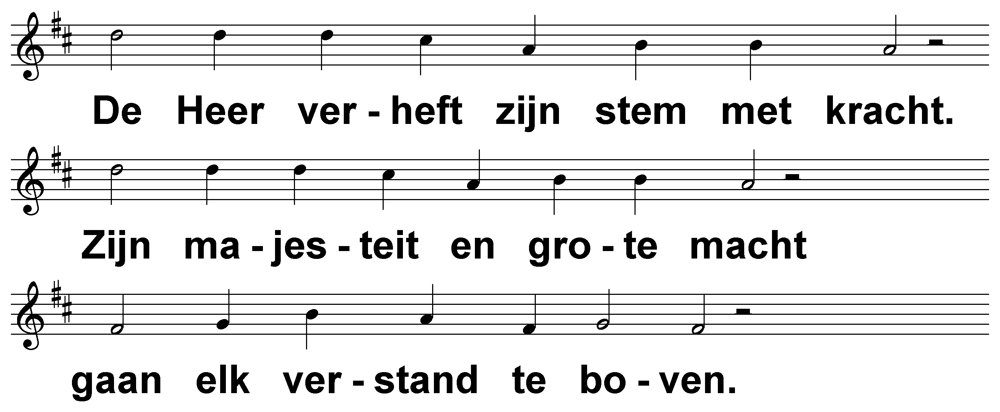 De Heer ver - heft zijn stem met kracht.
Zijn ma - jes - teit en gro - te macht
gaan elk ver - stand te bo - ven.